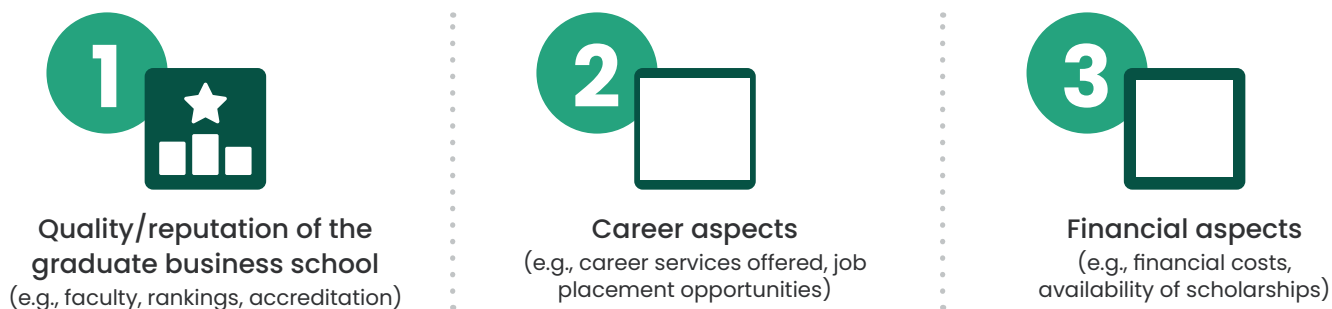 1
Quality/reputation of the
graduate business school
(e.g., faculty, rankings, accreditation)
2
Career aspects
(e.g., career services offered, job
placement opportunities)
3
Financial aspects
(e.g., financial costs,
availability of scholarships)